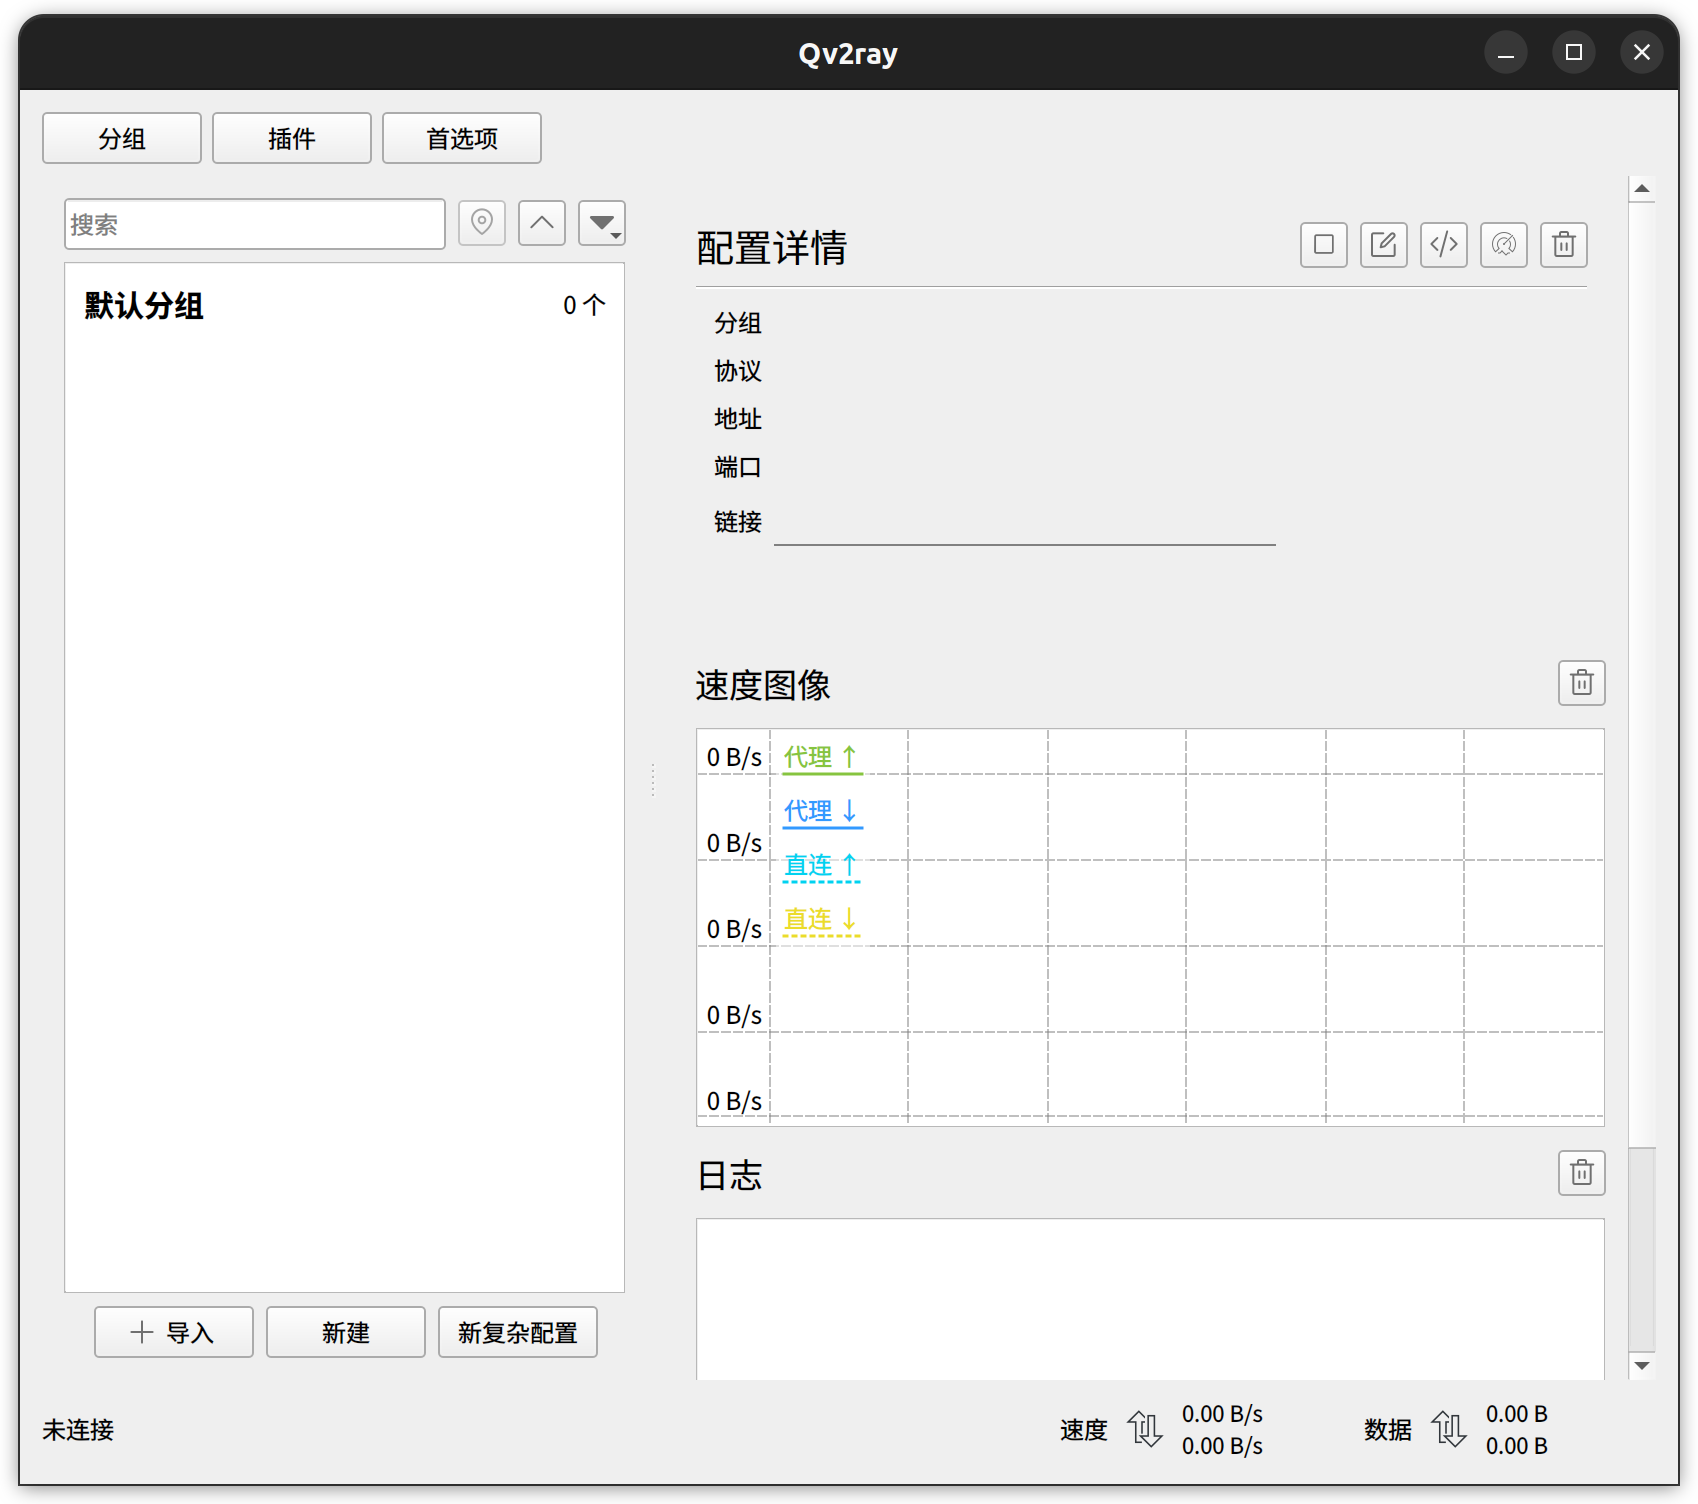 Qv2ray
分组 插件 首选项
搜索
默认分组 0 个
导入 新建 新复杂配置
配置详情
分组
协议
地址
端口
链接
速度图像
0 B/s 代理 ↑
代理 ↓
0 B/s
直连 ↑
直连 ↓
0 B/s
0 B/s
0 B/s
日志
未连接
速度 0.00 B/s
0.00 B/s
数据 0.00 B
0.00 B